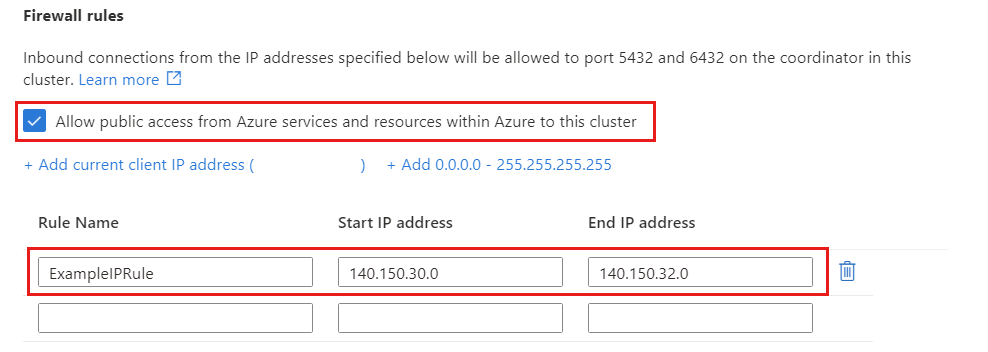 Firewall rules
Inbound connections from the IP addresses specified below will be allowed to port 5432 and 6432 on the coordinator in this
cluster. Learn more
Allow public access from Azure services and resources within Azure to this cluster
+ Add current client IP address ( ) + Add 0.0.0.0 - 255.255.255.255
Rule Name Start IP address End IP address
ExampleIPRule 140.150.30.0 140.150.32.0